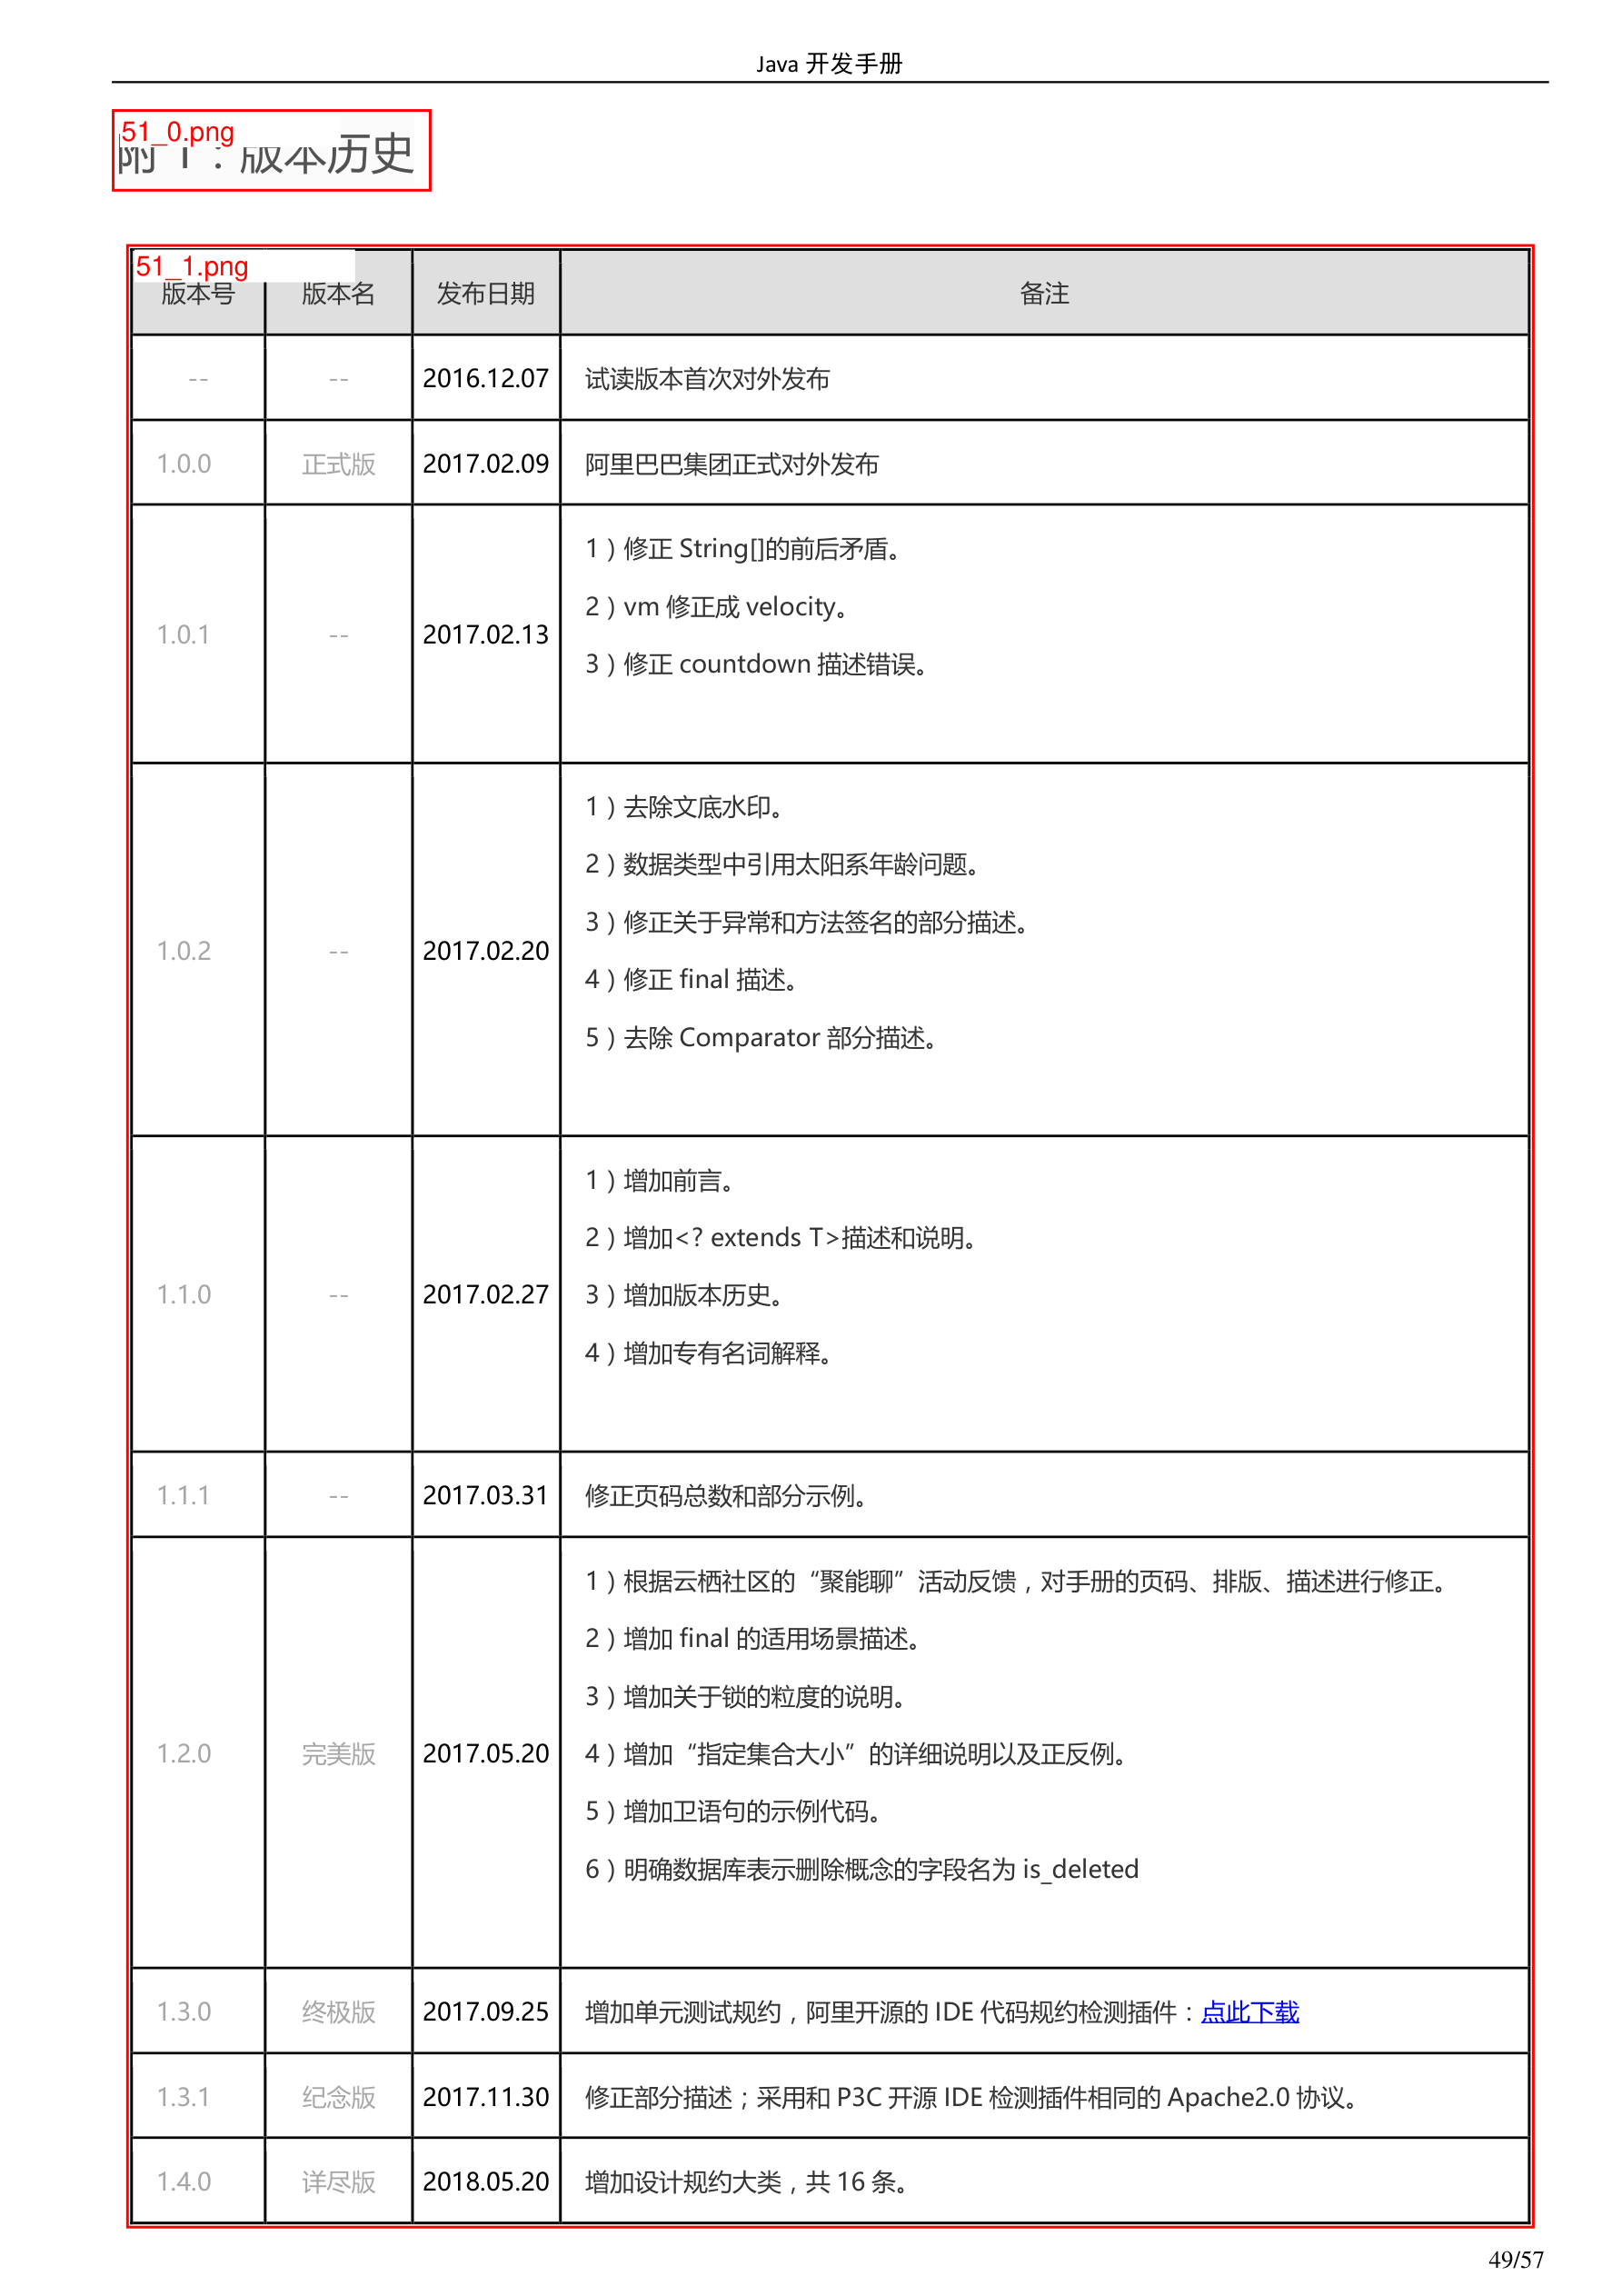 Java 开发手册
51_0.png
附 1：版本历史
51_1.png
版本号 版本名 发布日期 备注
-- -- 2016.12.07 试读版本首次对外发布
1.0.0 正式版 2017.02.09 阿里巴巴集团正式对外发布
1.0.1 -- 2017.02.13
1）修正 String[]的前后矛盾。
2）vm 修正成 velocity。
3）修正 countdown 描述错误。
1.0.2 -- 2017.02.20
1）去除文底水印。
2）数据类型中引用太阳系年龄问题。
3）修正关于异常和方法签名的部分描述。
4）修正 final 描述。
5）去除 Comparator 部分描述。
1.1.0 -- 2017.02.27
1）增加前言。
2）增加<? extends T>描述和说明。
3）增加版本历史。
4）增加专有名词解释。
1.1.1 -- 2017.03.31 修正页码总数和部分示例。
1.2.0 完美版 2017.05.20
1）根据云栖社区的“聚能聊”活动反馈，对手册的页码、排版、描述进行修正。
2）增加 final 的适用场景描述。
3）增加关于锁的粒度的说明。
4）增加“指定集合大小”的详细说明以及正反例。
5）增加卫语句的示例代码。
6）明确数据库表示删除概念的字段名为 is_deleted
1.3.0 终极版 2017.09.25 增加单元测试规约，阿里开源的 IDE 代码规约检测插件：点此下载
1.3.1 纪念版 2017.11.30 修正部分描述；采用和 P3C 开源 IDE 检测插件相同的 Apache2.0 协议。
1.4.0 详尽版 2018.05.20 增加设计规约大类，共 16 条。
49/57